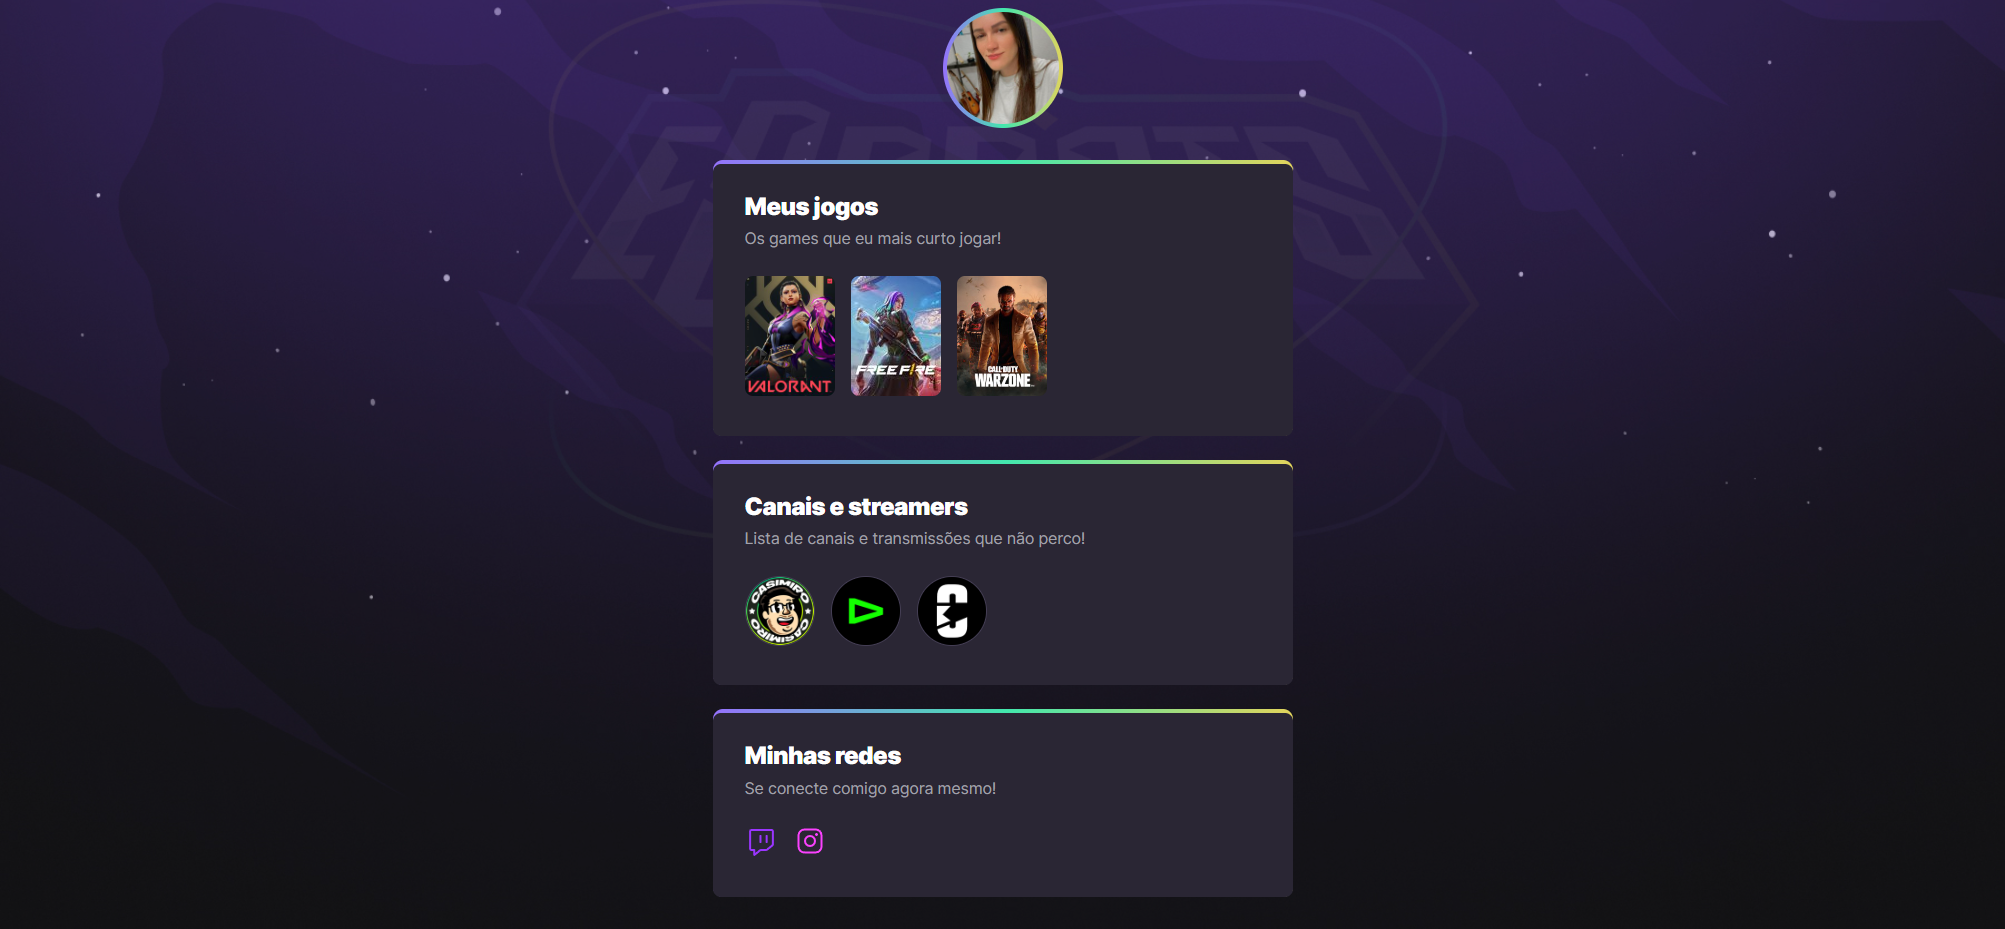 ESPORTS
Meus jogos
Os games que eu mais curto jogar!
VALORANT
FREE FIRE
CALL OF DUTY
WARZONE
Canais e streamers
Lista de canais e transmissões que não perco!
CASIMIRO
CASIMIRO
Minhas redes
Se conecte comigo agora mesmo!